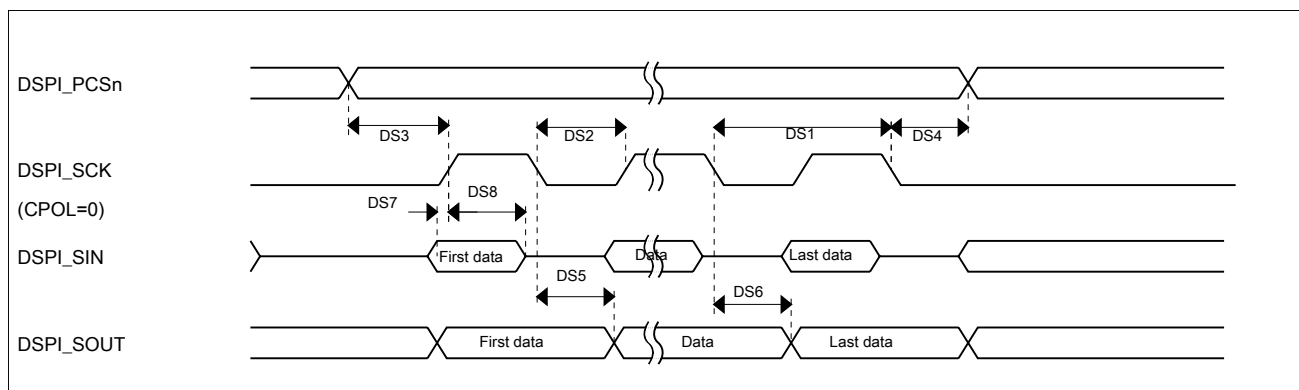 DSPI_PCSn
DS3
DS2
DS1
DS4
DSPI_SCK
(CPOL=0)
DS7
DS8
DSPI_SIN
First data
Data
Last data
DS5
DS6
DSPI_SOUT
First data
Data
Last data